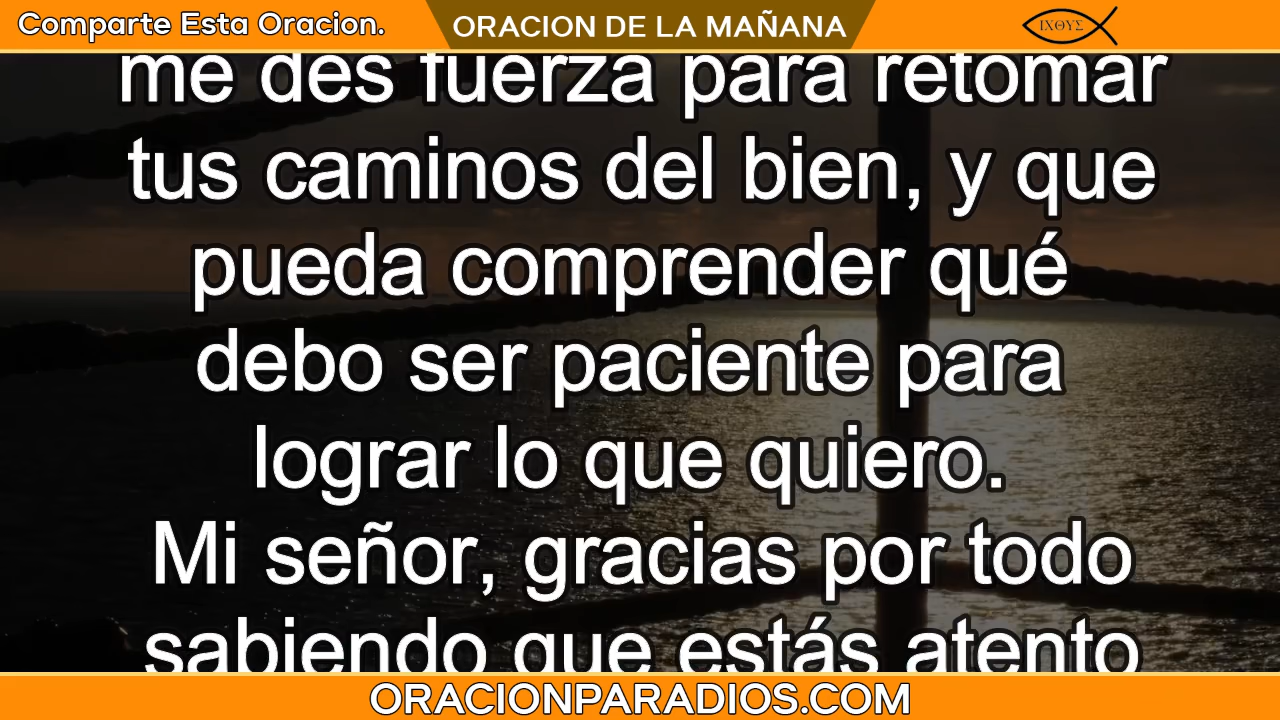 Comparte Esta Oracion.
ORACION DE LA MAÑANA
ΙΧΘΥΣ
me des fuerza para retomar
tus caminos del bien, y que
pueda comprender qué
debo ser paciente para
lograr lo que quiero.
Mi señor, gracias por todo
sabiendo que estás atento
ORACIONPARADIOS.COM